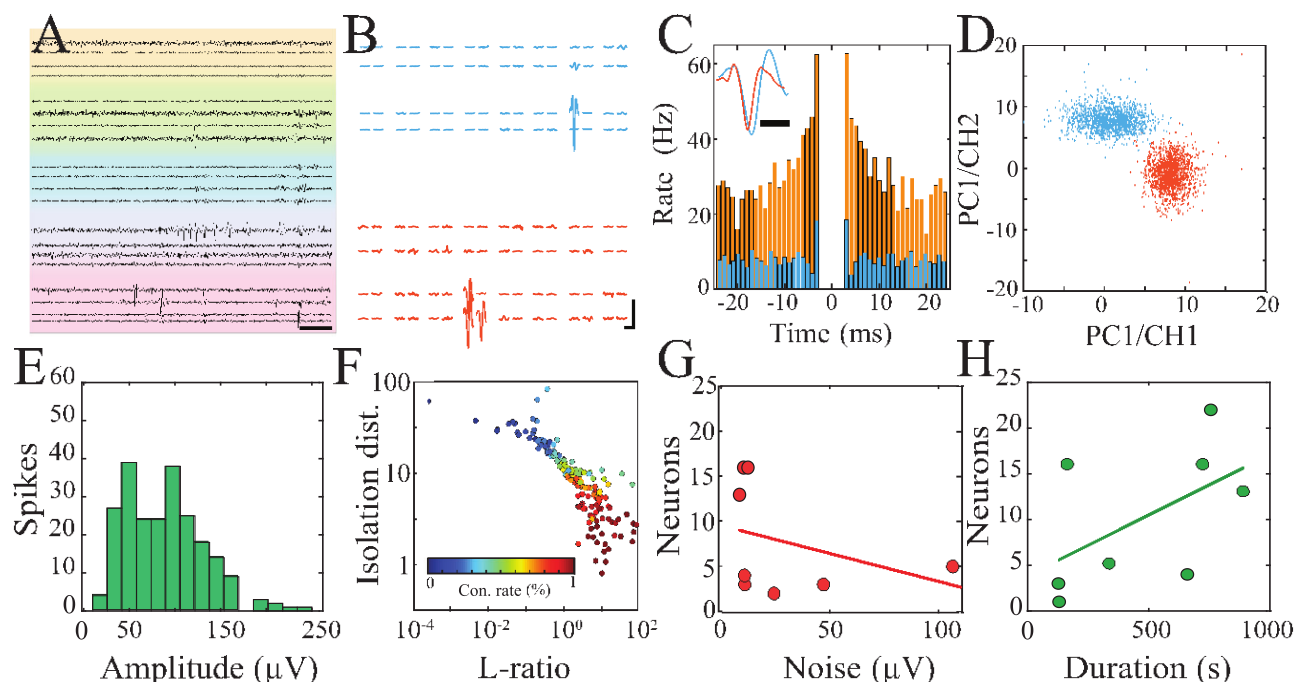 A
B
C
D
60
40
20
0
Rate (Hz)
-20
-10
0
10
20
Time (ms)
20
10
0
-10
-20
PC1/CH2
-10
0
10
20
PC1/CH1
E
F
G
H
60
50
40
30
20
10
0
Spikes
0
50
100
150
200
250
Amplitude (μV)
100
10
1
Isolation dist.
0
1
Con. rate (%)
10⁻⁴
10⁻²
10⁰
10²
L-ratio
25
20
15
10
5
0
Neurons
0
50
100
Noise (μV)
25
20
15
10
5
0
Neurons
0
500
1000
Duration (s)